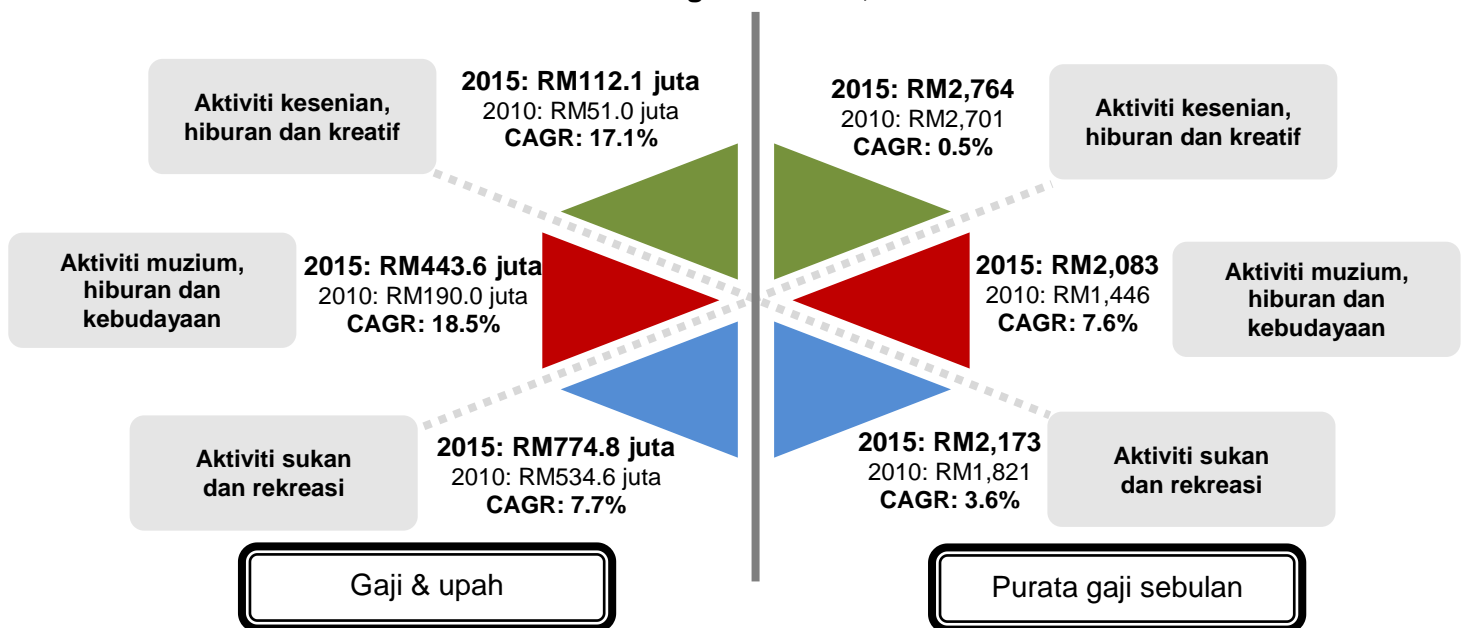 Aktiviti kesenian,
hiburan dan kreatif
2015: RM112.1 juta
2010: RM51.0 juta
CAGR: 17.1%
Aktiviti muzium,
hiburan dan
kebudayaan
2015: RM443.6 juta
2010: RM190.0 juta
CAGR: 18.5%
Aktiviti sukan
dan rekreasi
2015: RM774.8 juta
2010: RM534.6 juta
CAGR: 7.7%
Gaji & upah
2015: RM2,764
2010: RM2,701
CAGR: 0.5%
Aktiviti kesenian,
hiburan dan kreatif
2015: RM2,083
2010: RM1,446
CAGR: 7.6%
Aktiviti muzium,
hiburan dan
kebudayaan
2015: RM2,173
2010: RM1,821
CAGR: 3.6%
Aktiviti sukan
dan rekreasi
Purata gaji sebulan